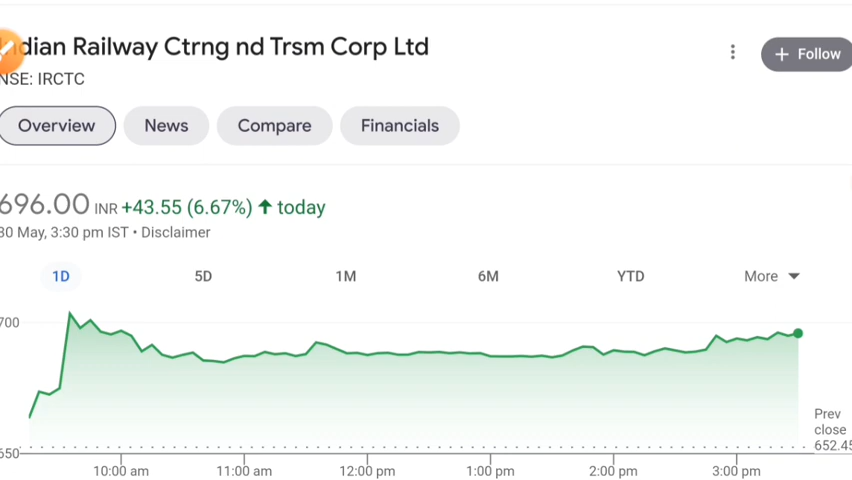 Indian Railway Ctrng nd Trsm Corp Ltd
+ Follow
NSE: IRCTC
Overview
News
Compare
Financials
696.00 INR +43.55 (6.67%) today
30 May, 3:30 pm IST • Disclaimer
1D
5D
1M
6M
YTD
More
700
650
Prev
close
652.45
10:00 am
11:00 am
12:00 pm
1:00 pm
2:00 pm
3:00 pm